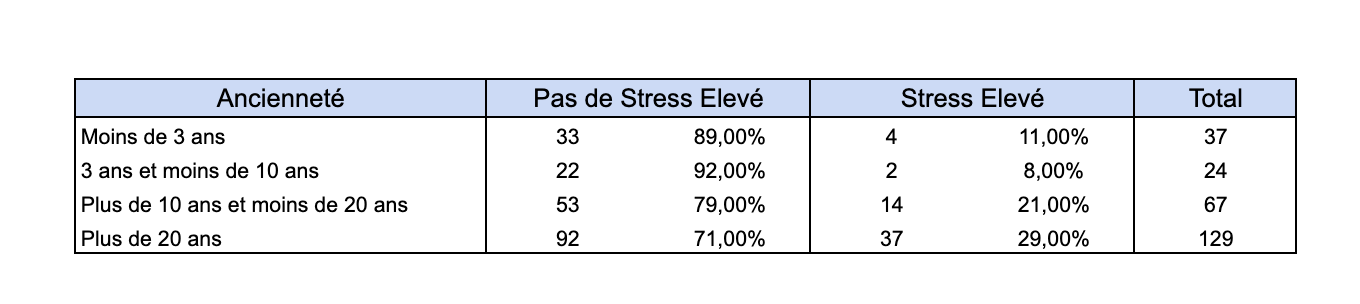 Ancienneté Pas de Stress Elevé Stress Elevé Total
Moins de 3 ans 33 89,00% 4 11,00% 37
3 ans et moins de 10 ans 22 92,00% 2 8,00% 24
Plus de 10 ans et moins de 20 ans 53 79,00% 14 21,00% 67
Plus de 20 ans 92 71,00% 37 29,00% 129